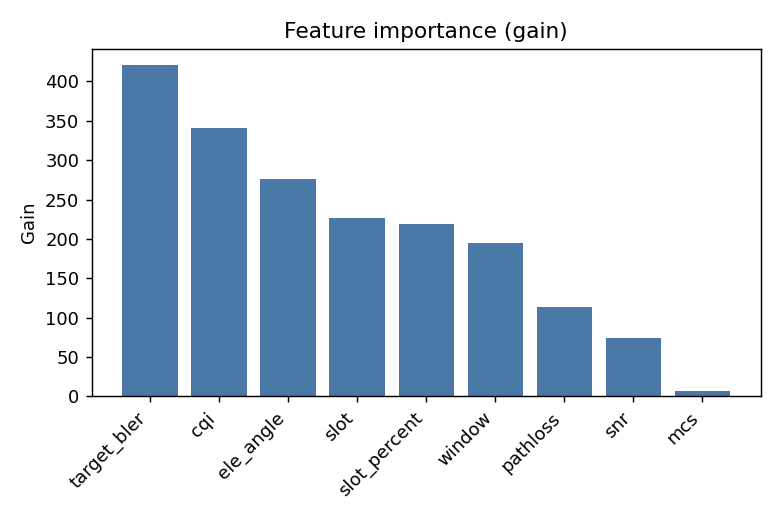 Feature importance (gain)
Gain
400
350
300
250
200
150
100
50
0
target_bler
cqi
ele_angle
slot
slot_percent
window
pathloss
snr
mcs